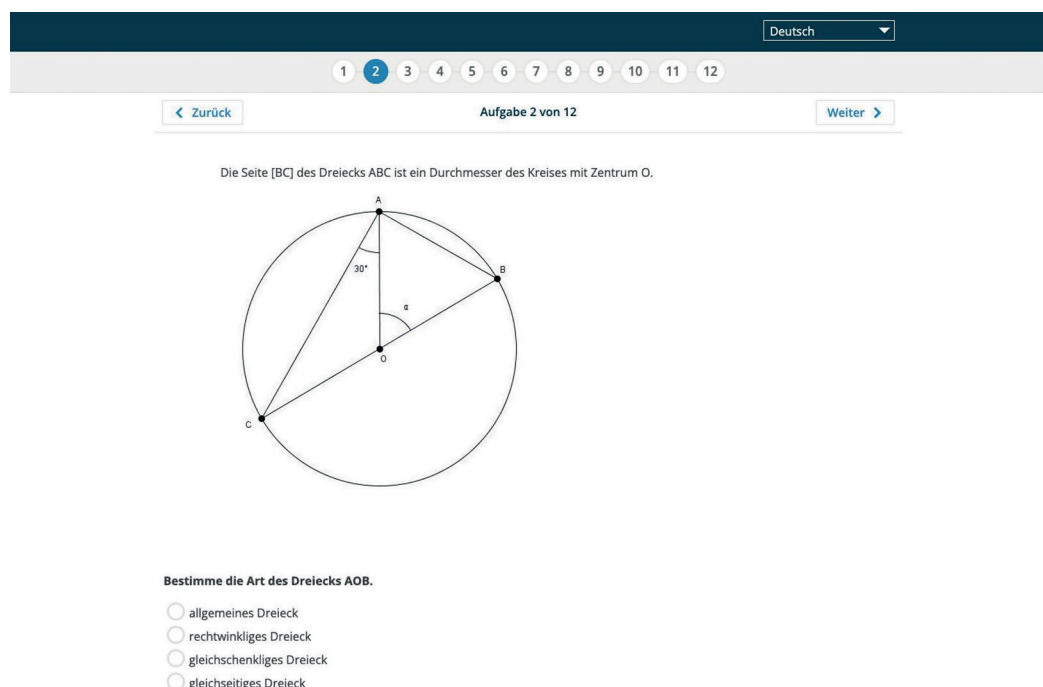 Deutsch
1 2 3 4 5 6 7 8 9 10 11 12
Zurück Aufgabe 2 von 12 Weiter
Die Seite [BC] des Dreiecks ABC ist ein Durchmesser des Kreises mit Zentrum O.
A
30°
B
α
O
C
Bestimme die Art des Dreiecks AOB.
allgemeines Dreieck
rechtwinkliges Dreieck
gleichschenkliges Dreieck
gleichseitiges Dreieck